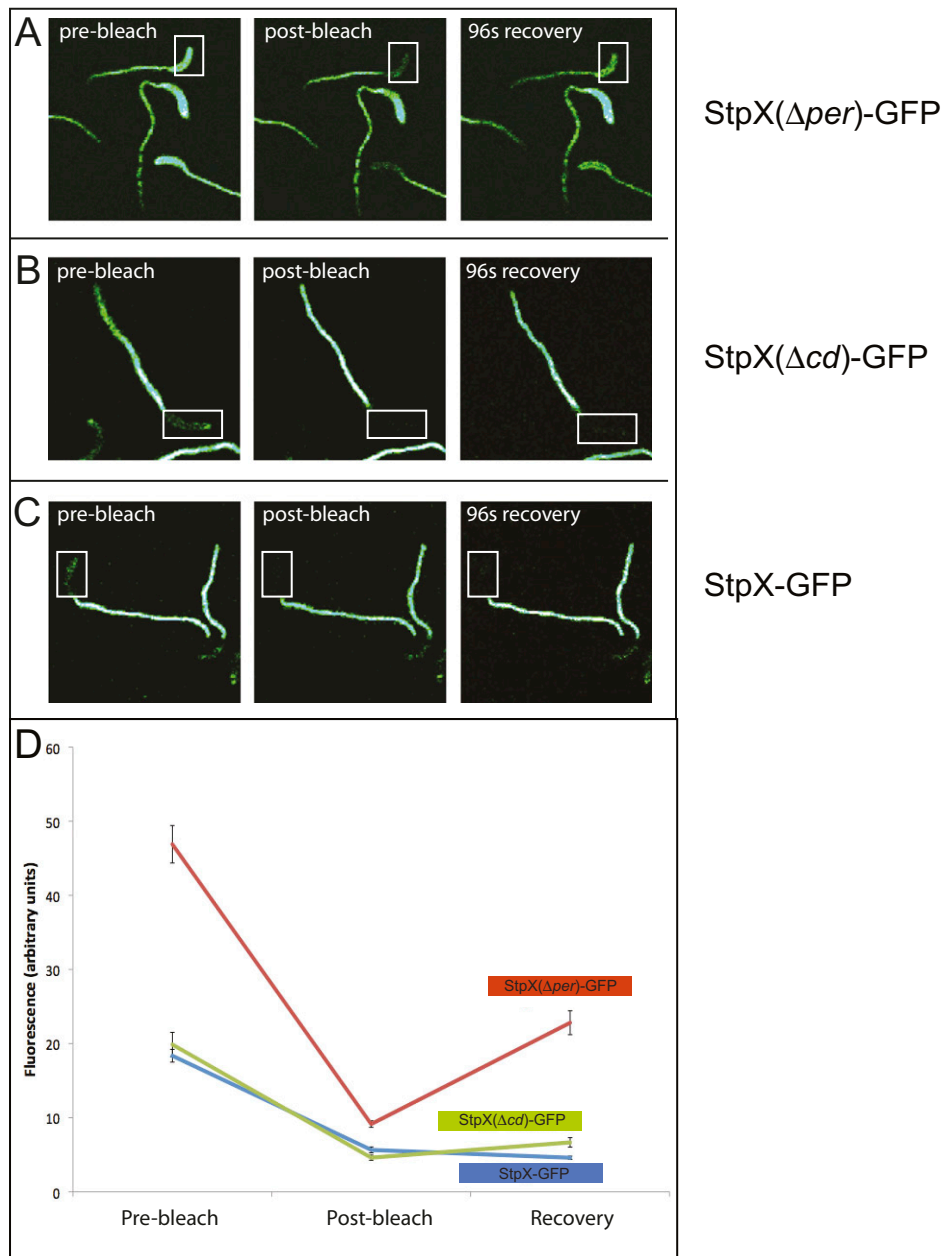 A
pre-bleach
post-bleach
96s recovery
StpX(Δper)-GFP
B
pre-bleach
post-bleach
96s recovery
StpX(Δcd)-GFP
C
pre-bleach
post-bleach
96s recovery
StpX-GFP
D
60
50
40
30
20
10
0
Fluorescence (arbitrary units)
StpX(Δper)-GFP
StpX(Δcd)-GFP
StpX-GFP
Pre-bleach
Post-bleach
Recovery